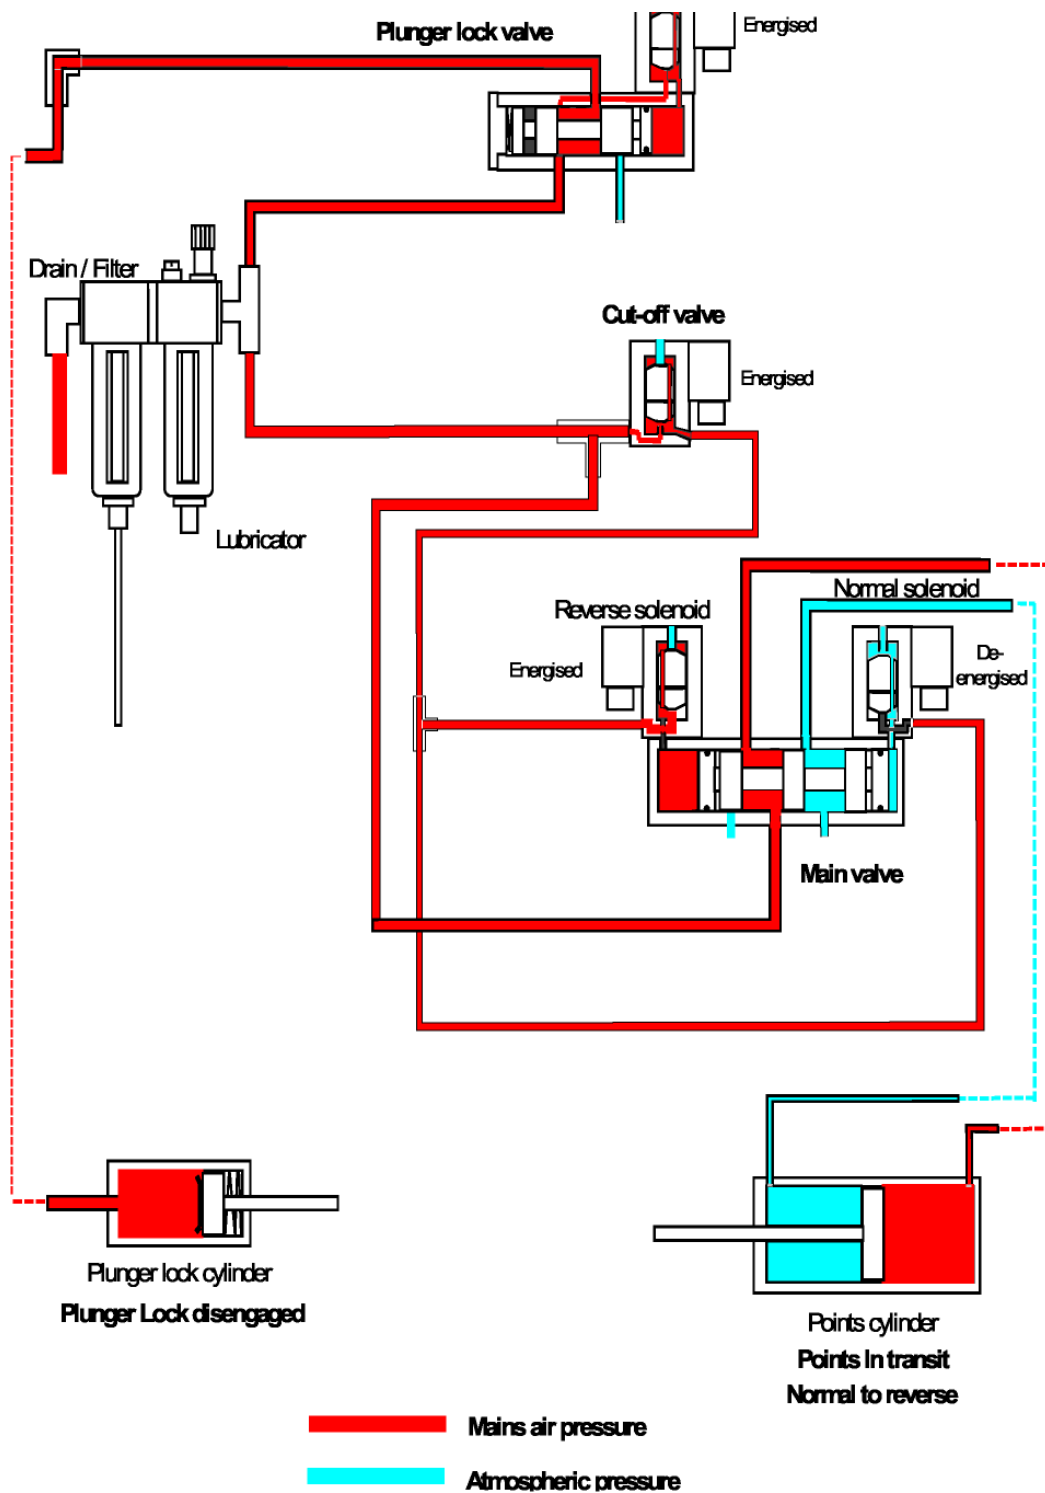 Plunger lock valve
Energised
Drain / Filter
Cut-off valve
Energised
Lubricator
Normal solenoid
Reverse solenoid
Energised
De-
energised
Main valve
Plunger lock cylinder
Plunger Lock disengaged
Points cylinder
Points In transit
Normal to reverse
Mains air pressure
Atmospheric pressure